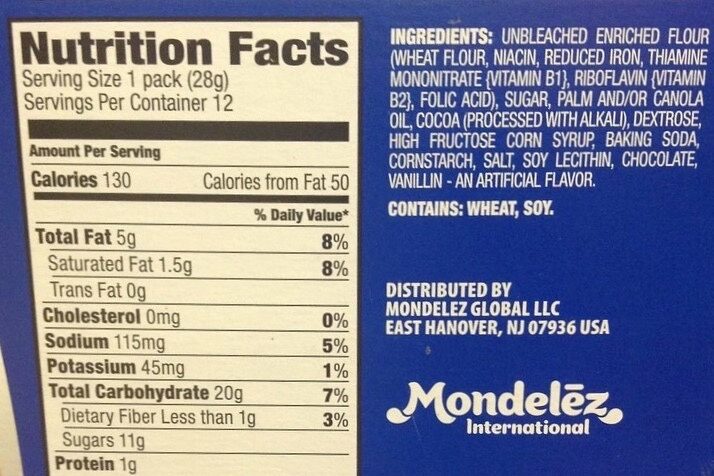 Nutrition Facts
Serving Size 1 pack (28g)
Servings Per Container 12
Amount Per Serving
Calories 130 Calories from Fat 50
% Daily Value*
Total Fat 5g 8%
Saturated Fat 1.5g 8%
Trans Fat 0g
Cholesterol 0mg 0%
Sodium 115mg 5%
Potassium 45mg 1%
Total Carbohydrate 20g 7%
Dietary Fiber Less than 1g 3%
Sugars 11g
Protein 1g
INGREDIENTS: UNBLEACHED ENRICHED FLOUR
(WHEAT FLOUR, NIACIN, REDUCED IRON, THIAMINE
MONONITRATE {VITAMIN B1}, RIBOFLAVIN {VITAMIN
B2}, FOLIC ACID), SUGAR, PALM AND/OR CANOLA
OIL, COCOA (PROCESSED WITH ALKALI), DEXTROSE,
HIGH FRUCTOSE CORN SYRUP, BAKING SODA,
CORNSTARCH, SALT, SOY LECITHIN, CHOCOLATE,
VANILLIN - AN ARTIFICIAL FLAVOR.
CONTAINS: WHEAT, SOY.
DISTRIBUTED BY
MONDELEZ GLOBAL LLC
EAST HANOVER, NJ 07936 USA
Mondelēz
International